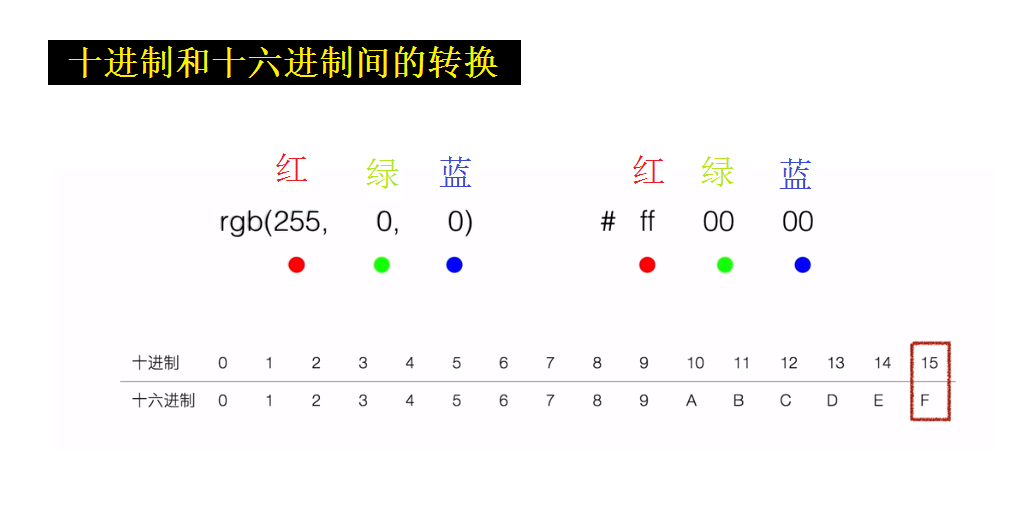 十进制和十六进制间的转换
红 绿 蓝 红 绿 蓝
rgb(255, 0, 0) # ff 00 00
十进制 0 1 2 3 4 5 6 7 8 9 10 11 12 13 14 15
十六进制 0 1 2 3 4 5 6 7 8 9 A B C D E F